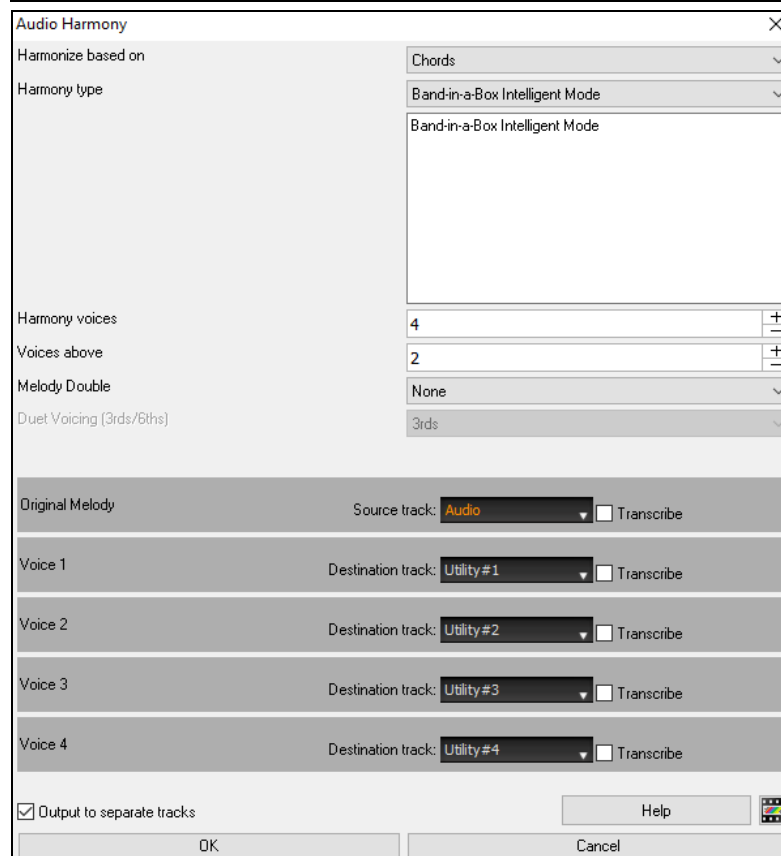 Audio Harmony
Harmonize based on Chords
Harmony type Band-in-a-Box Intelligent Mode
Band-in-a-Box Intelligent Mode
Harmony voices 4
Voices above 2
Melody Double None
Duet Voicing (3rds/6ths) 3rds
Original Melody Source track: Audio Transcribe
Voice 1 Destination track: Utility#1 Transcribe
Voice 2 Destination track: Utility#2 Transcribe
Voice 3 Destination track: Utility#3 Transcribe
Voice 4 Destination track: Utility#4 Transcribe
Output to separate tracks Help
OK Cancel